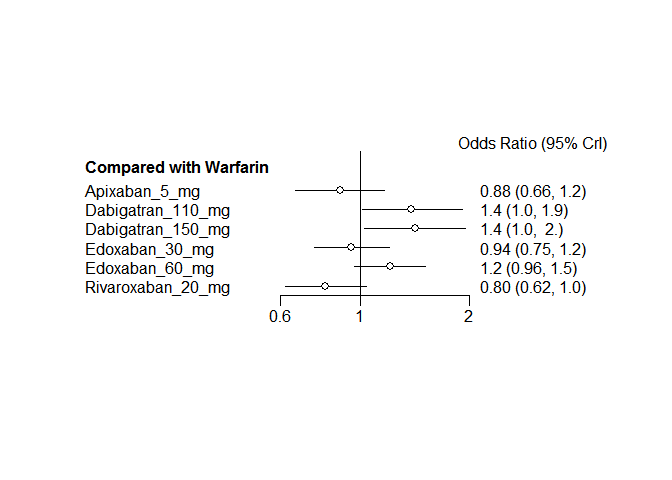 Odds Ratio (95% CrI)
Compared with Warfarin
Apixaban_5_mg 0.88 (0.66, 1.2)
Dabigatran_110_mg 1.4 (1.0, 1.9)
Dabigatran_150_mg 1.4 (1.0, 2.)
Edoxaban_30_mg 0.94 (0.75, 1.2)
Edoxaban_60_mg 1.2 (0.96, 1.5)
Rivaroxaban_20_mg 0.80 (0.62, 1.0)
0.6 1 2